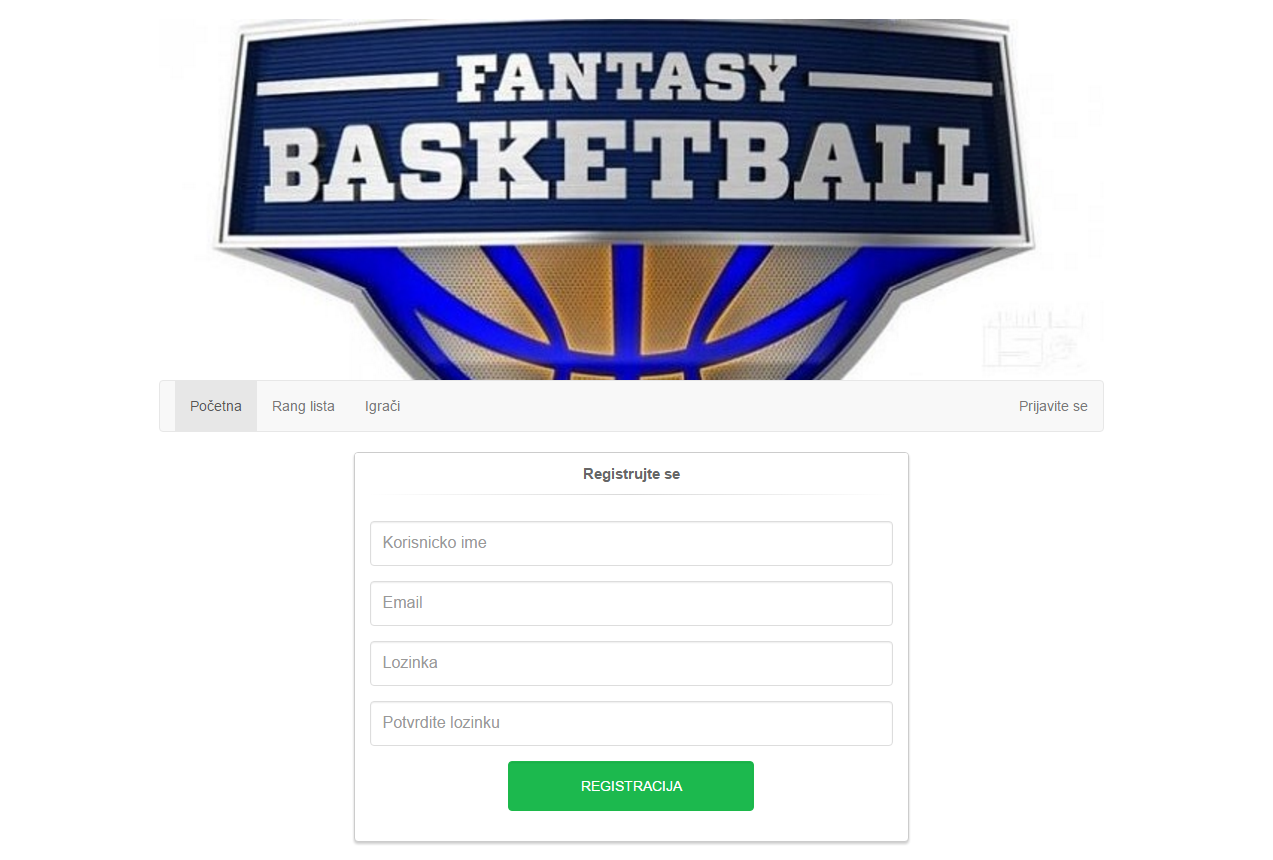 FANTASY
BASKETBALL
Početna Rang lista Igrači Prijavite se
Registrujte se
Korisnicko ime
Email
Lozinka
Potvrdite lozinku
REGISTRACIJA